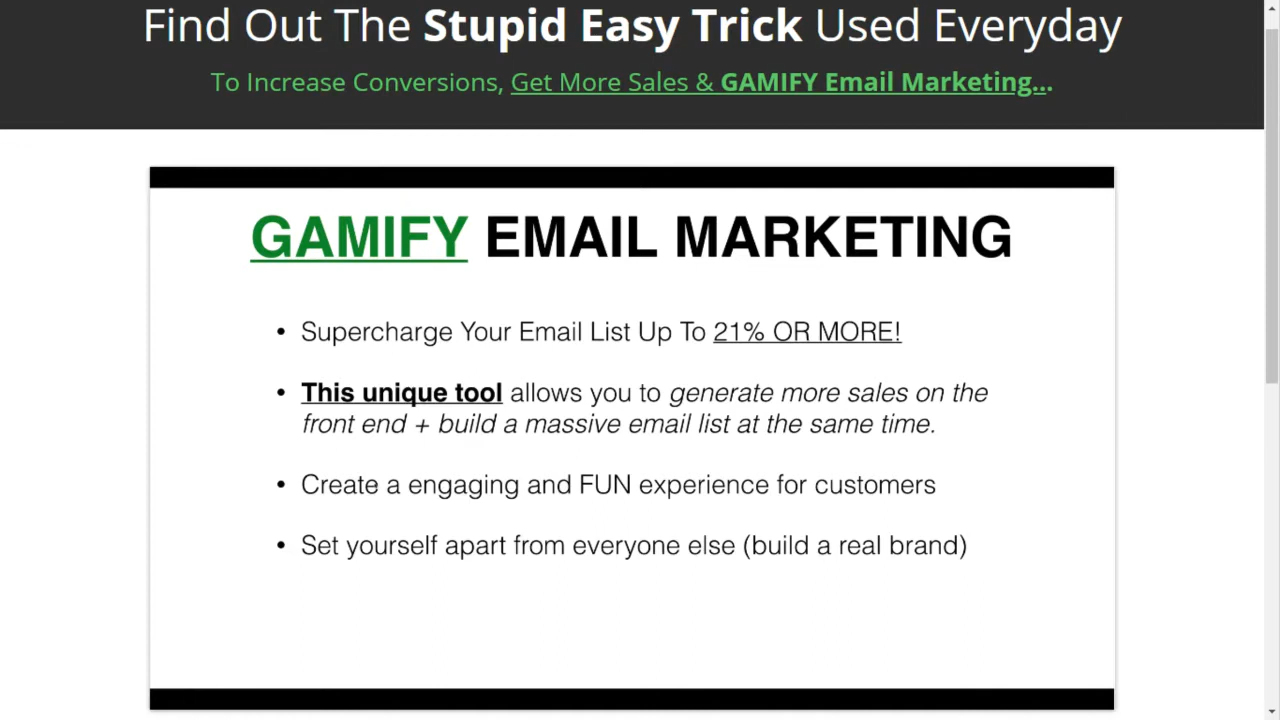 Find Out The Stupid Easy Trick Used Everyday
To Increase Conversions, Get More Sales & GAMIFY Email Marketing...
GAMIFY EMAIL MARKETING
• Supercharge Your Email List Up To 21% OR MORE!
• This unique tool allows you to generate more sales on the
front end + build a massive email list at the same time.
• Create a engaging and FUN experience for customers
• Set yourself apart from everyone else (build a real brand)